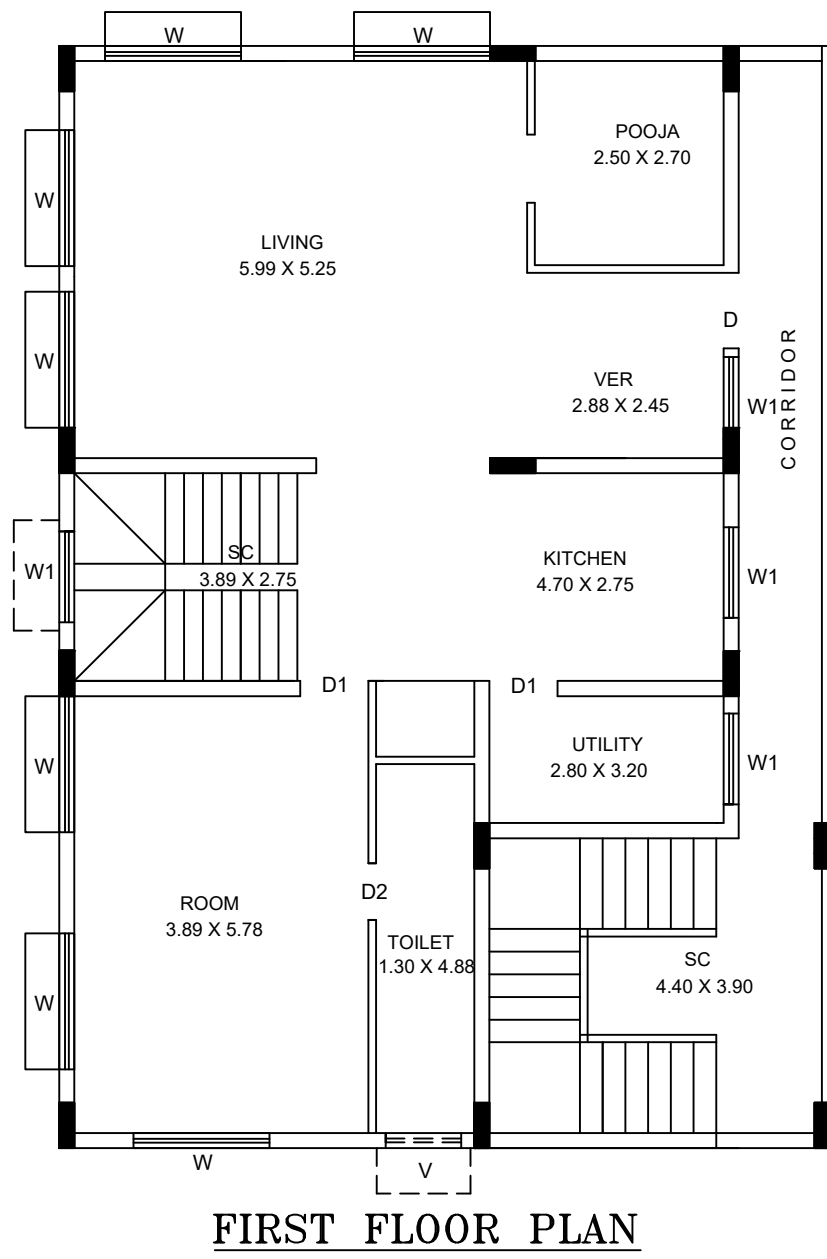 W
W
POOJA
2.50 X 2.70
W
LIVING
5.99 X 5.25
W
D
CORRIDOR
VER
2.88 X 2.45
W1
SC
3.89 X 2.75
W1
KITCHEN
4.70 X 2.75
W1
D1
D1
UTILITY
2.80 X 3.20
W
W1
ROOM
3.89 X 5.78
D2
TOILET
1.30 X 4.88
SC
4.40 X 3.90
W
W
V
FIRST FLOOR PLAN